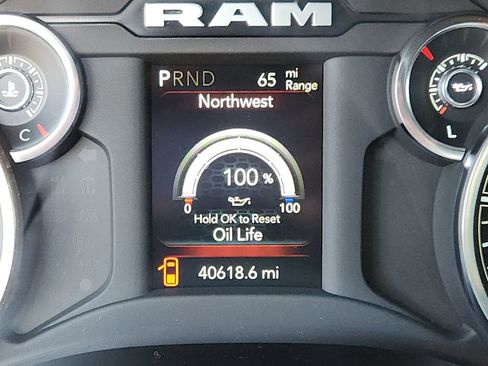 RAM
PRND 65 mi Range
Northwest
100 %
0 100
Hold OK to Reset
Oil Life
40618.6 mi
C
L